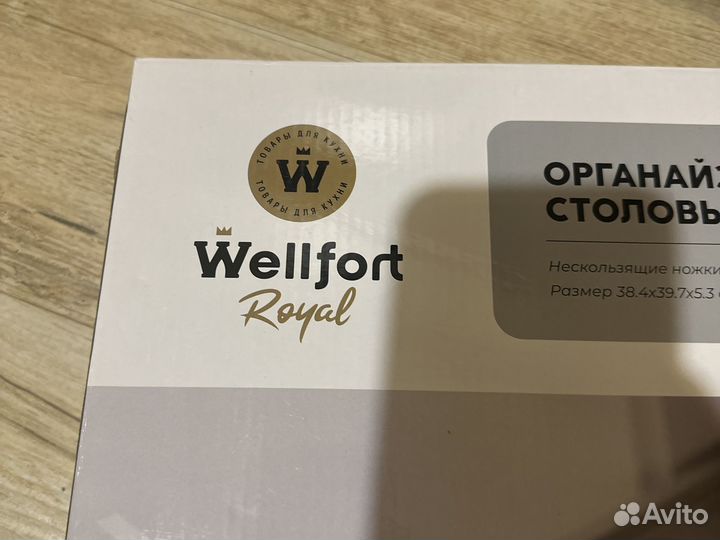 ТОВАРЫ ДЛЯ КУХНИ
W
ТОВАРЫ ДЛЯ КУХНИ
Wellfort
Royal
ОРГАНАЙЗ
СТОЛОВЫ
Нескользящие ножки
Размер 38.4x39.7x5.3
Avito